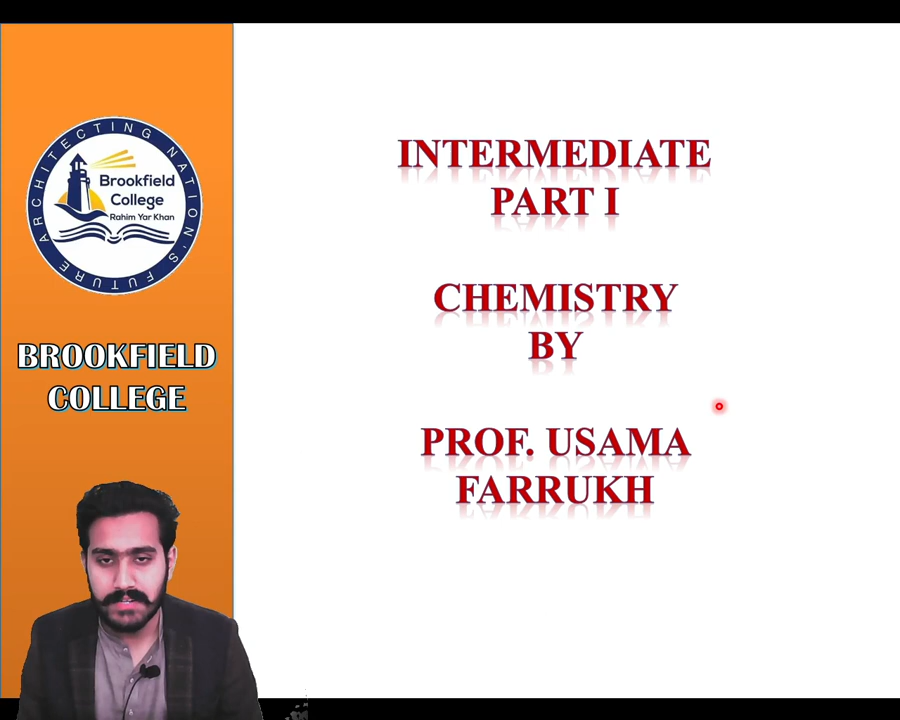 ARCHITECTING NATION'S FUTURE
Brookfield
College
Rahim Yar Khan
BROOKFIELD
COLLEGE
INTERMEDIATE
PART I
CHEMISTRY
BY
PROF. USAMA
FARRUKH